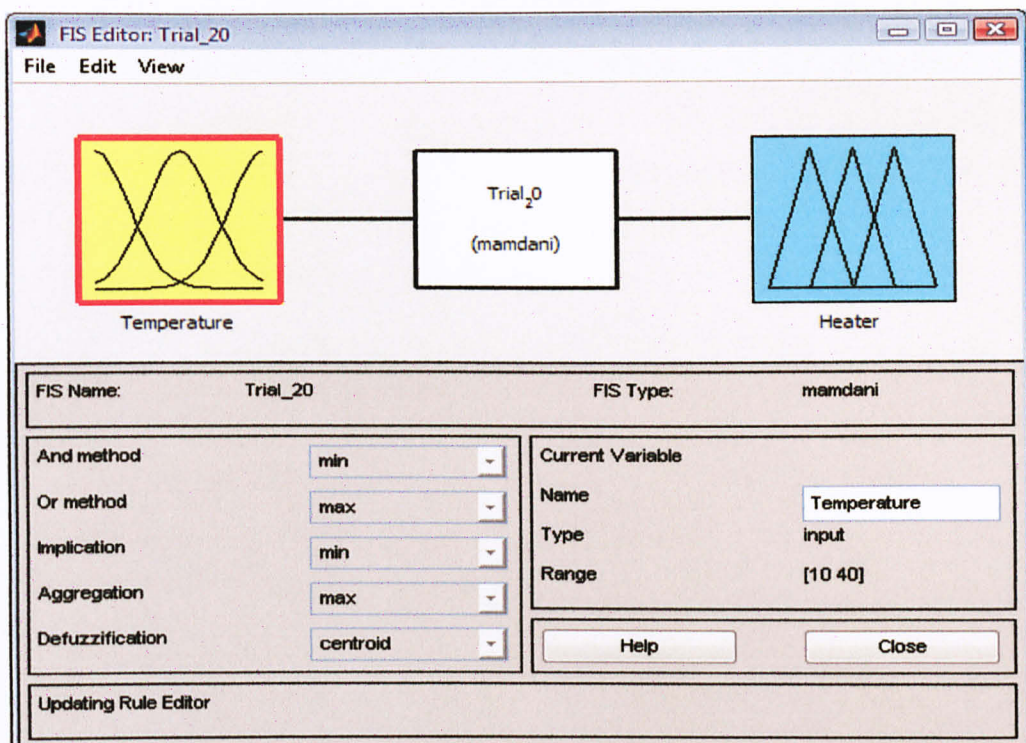 FIS Editor: Trial_20
File Edit View
Trial₂0
(mamdani)
Temperature
Heater
FIS Name: Trial_20 FIS Type: mamdani
And method min
Or method max
Implication min
Aggregation max
Defuzzification centroid
Current Variable
Name Temperature
Type input
Range [10 40]
Help Close
Updating Rule Editor